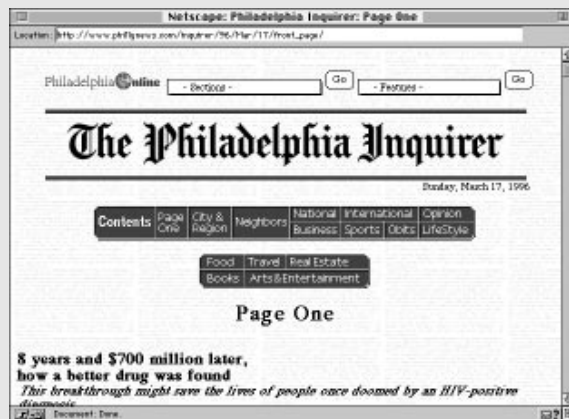 Netscape: Philadelphia Inquirer: Page One
Location: http://www.phillynews.com/inquirer/96/Mar/17/front_page/
Philadelphia Online - Sections - Go - Features - Go
The Philadelphia Inquirer
Sunday, March 17, 1996
Contents Page One City & Region Neighbors National International Opinion
Business Sports Obits LifeStyle
Food Travel Real Estate
Books Arts & Entertainment
Page One
8 years and $700 million later,
how a better drug was found
This breakthrough might save the lives of people once doomed by an HIV-positive
diagnosis
Document: Done.